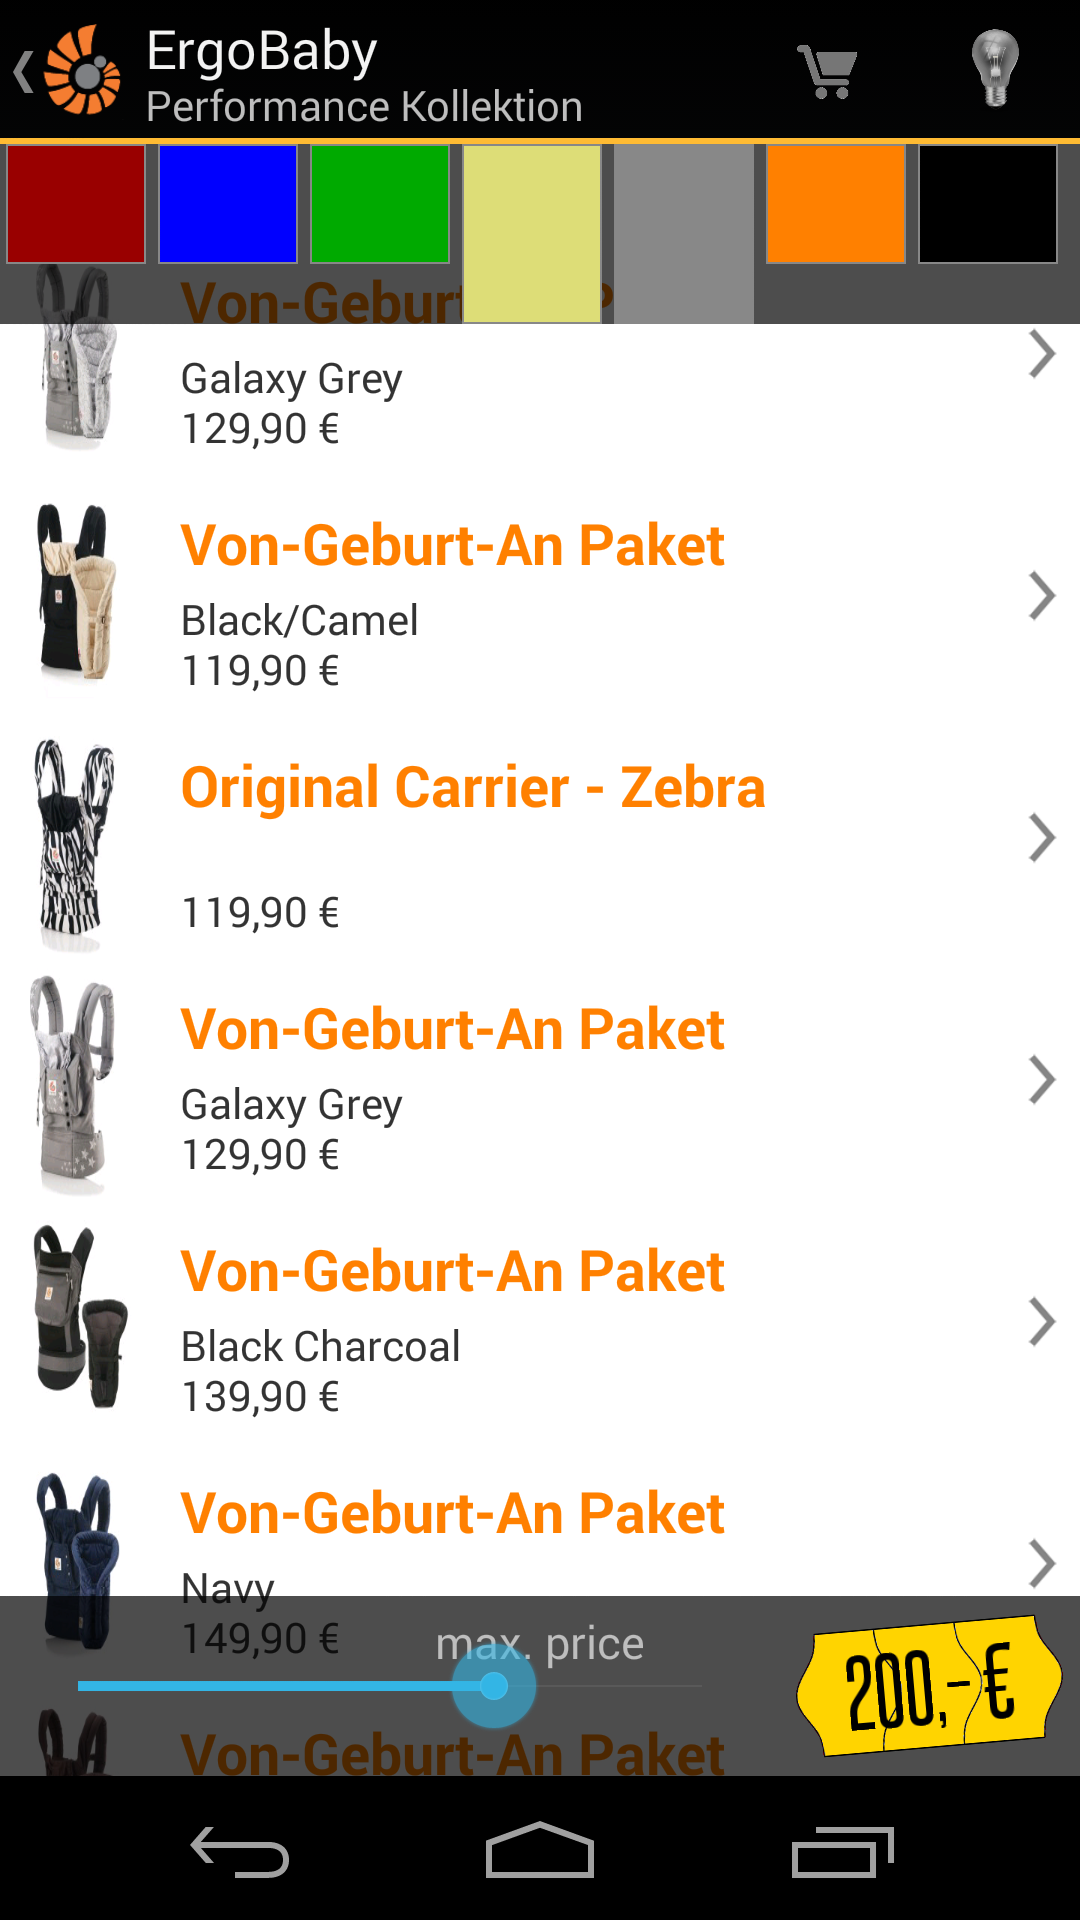 ErgoBaby
Performance Kollektion
Von-Geburt P
Galaxy Grey
129,90 €
Von-Geburt-An Paket
Black/Camel
119,90 €
Original Carrier - Zebra
119,90 €
Von-Geburt-An Paket
Galaxy Grey
129,90 €
Von-Geburt-An Paket
Black Charcoal
139,90 €
Von-Geburt-An Paket
Navy
149,90 €
max. price
200,-€
Von-Geburt-An Paket